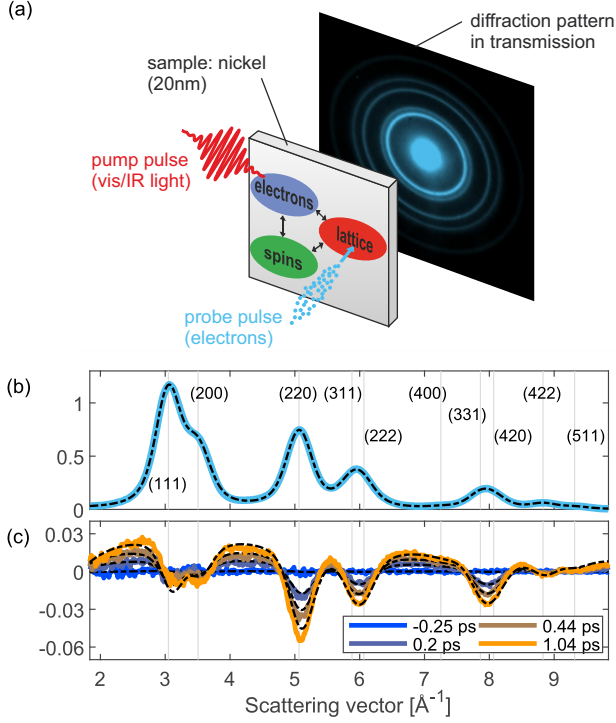 (a)
diffraction pattern
in transmission
sample: nickel
(20nm)
pump pulse
(vis/IR light)
electrons
lattice
spins
probe pulse
(electrons)
(b)
1
0.5
0
(111)
(200)
(220)
(311)
(222)
(400)
(331)
(420)
(422)
(511)
(c)
0.03
0
-0.03
-0.06
-0.25 ps
0.2 ps
0.44 ps
1.04 ps
2 3 4 5 6 7 8 9
Scattering vector [Å⁻¹]